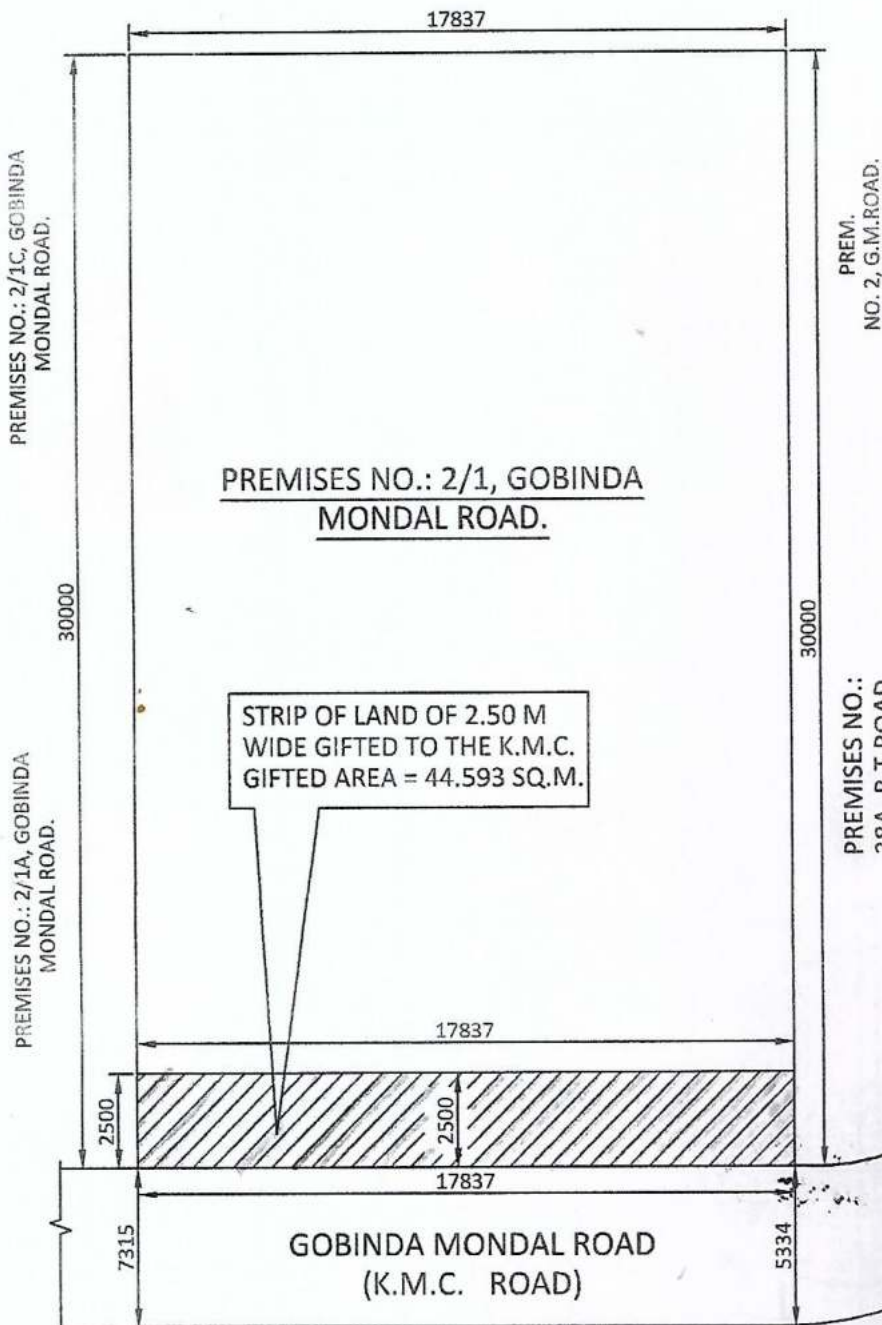 17837
PREMISES NO.: 2/1C, GOBINDA
MONDAL ROAD.
PREM.
NO. 2, G.M.ROAD.
PREMISES NO.: 2/1, GOBINDA
MONDAL ROAD.
30000
30000
STRIP OF LAND OF 2.50 M
WIDE GIFTED TO THE K.M.C.
GIFTED AREA = 44.593 SQ.M.
PREMISES NO.: 2/1A, GOBINDA
MONDAL ROAD.
PREMISES NO.:
38A, B.T.ROAD
17837
2500
2500
17837
7315
GOBINDA MONDAL ROAD
(K.M.C. ROAD)
5334